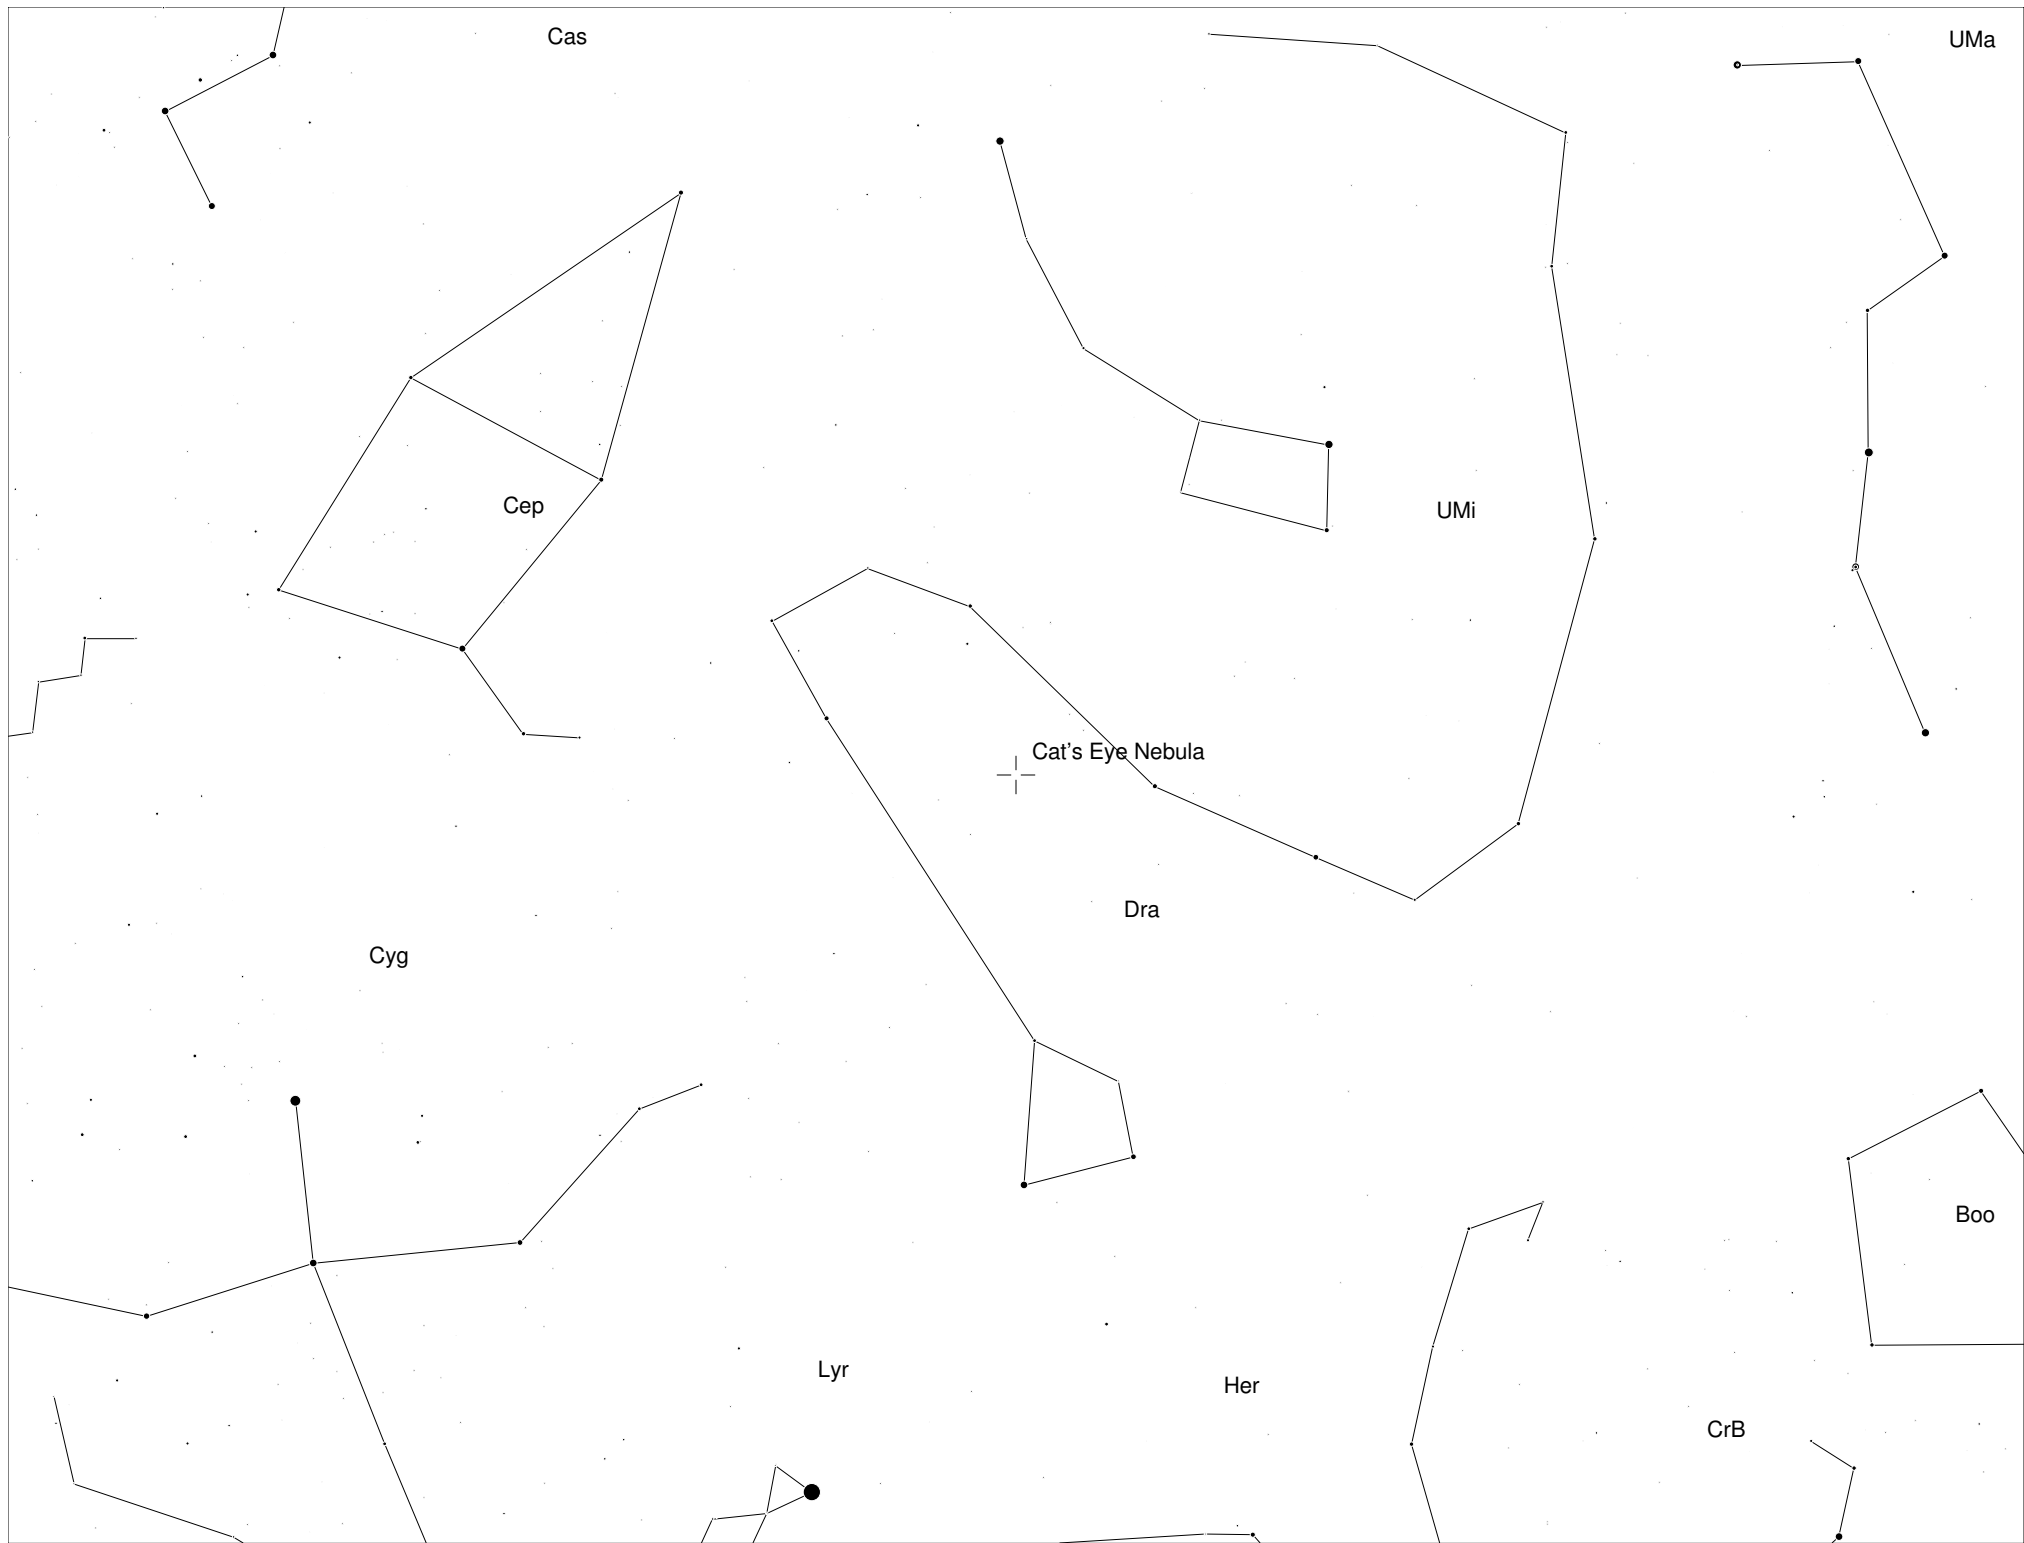 Cas
UMa
Cep
UMi
Cat's Eye Nebula
Dra
Cyg
Boo
Lyr
Her
CrB